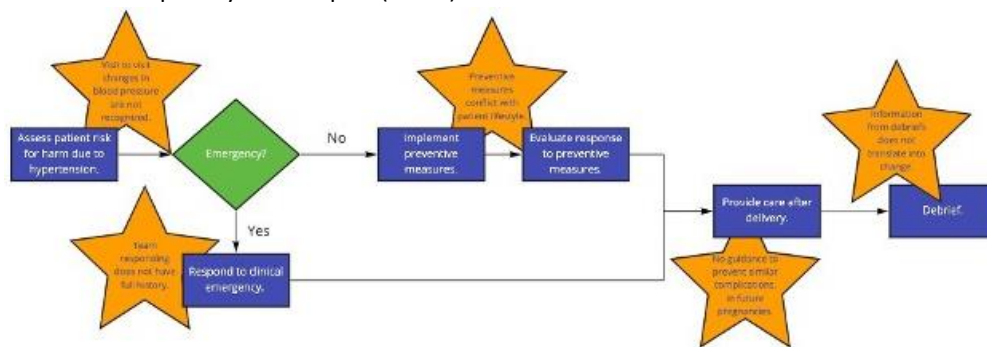 Visit to visit
changes in
blood pressure
are not
recognized.
Preventive
measures
conflict with
patient lifestyle.
Information
from debriefs
does not
translate into
change.
Assess patient risk
for harm due to
hypertension.
Emergency?
No
Implement
preventive
measures.
Evaluate response
to preventive
measures.
Provide care after
delivery.
Debrief.
Yes
Team
responding
does not have
full history.
Respond to clinical
emergency.
No guidance to
prevent similar
complications
in future
pregnancies